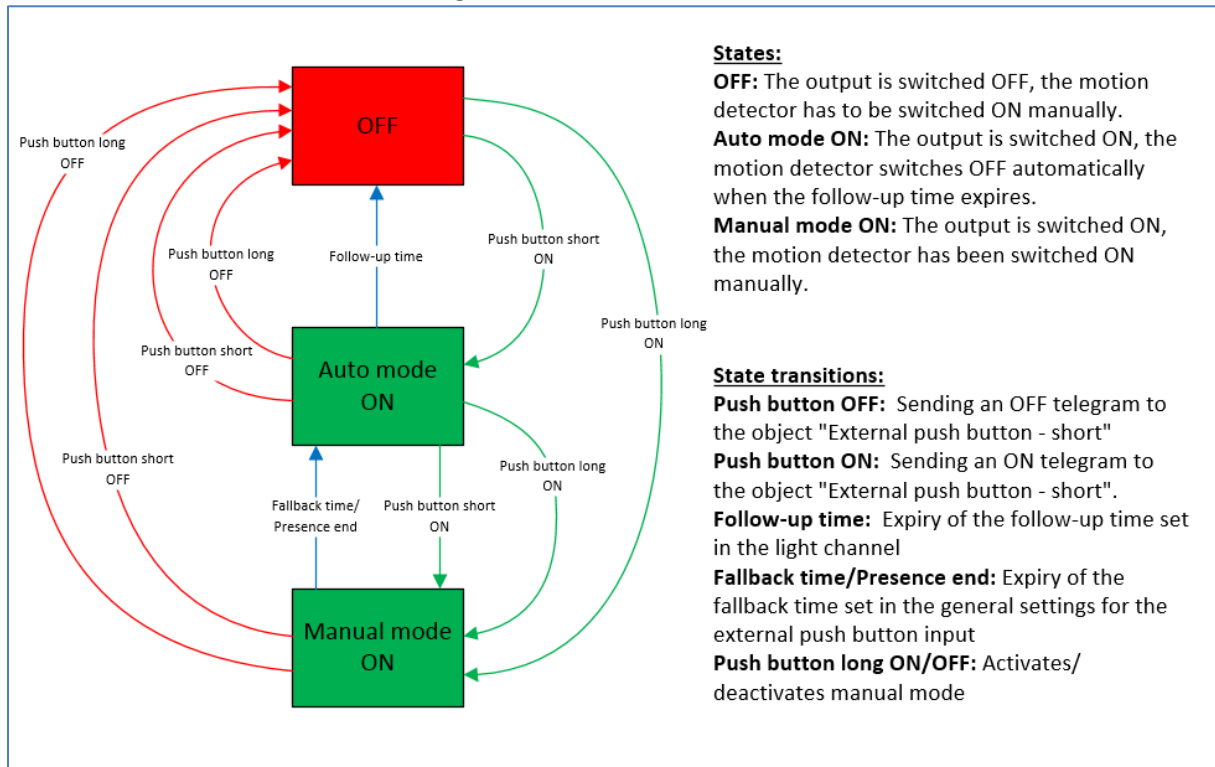 OFF
Push button long
OFF
Push button long
OFF
Follow-up time
Push button short
ON
Push button long
ON
Push button short
OFF
Auto mode
ON
Push button short
OFF
Fallback time/
Presence end
Push button short
ON
Push button long
ON
Manual mode
ON
States:
OFF: The output is switched OFF, the motion
detector has to be switched ON manually.
Auto mode ON: The output is switched ON, the
motion detector switches OFF automatically
when the follow-up time expires.
Manual mode ON: The output is switched ON,
the motion detector has been switched ON
manually.
State transitions:
Push button OFF: Sending an OFF telegram to
the object "External push button - short"
Push button ON: Sending an ON telegram to
the object "External push button - short".
Follow-up time: Expiry of the follow-up time set
in the light channel
Fallback time/Presence end: Expiry of the
fallback time set in the general settings for the
external push button input
Push button long ON/OFF: Activates/
deactivates manual mode